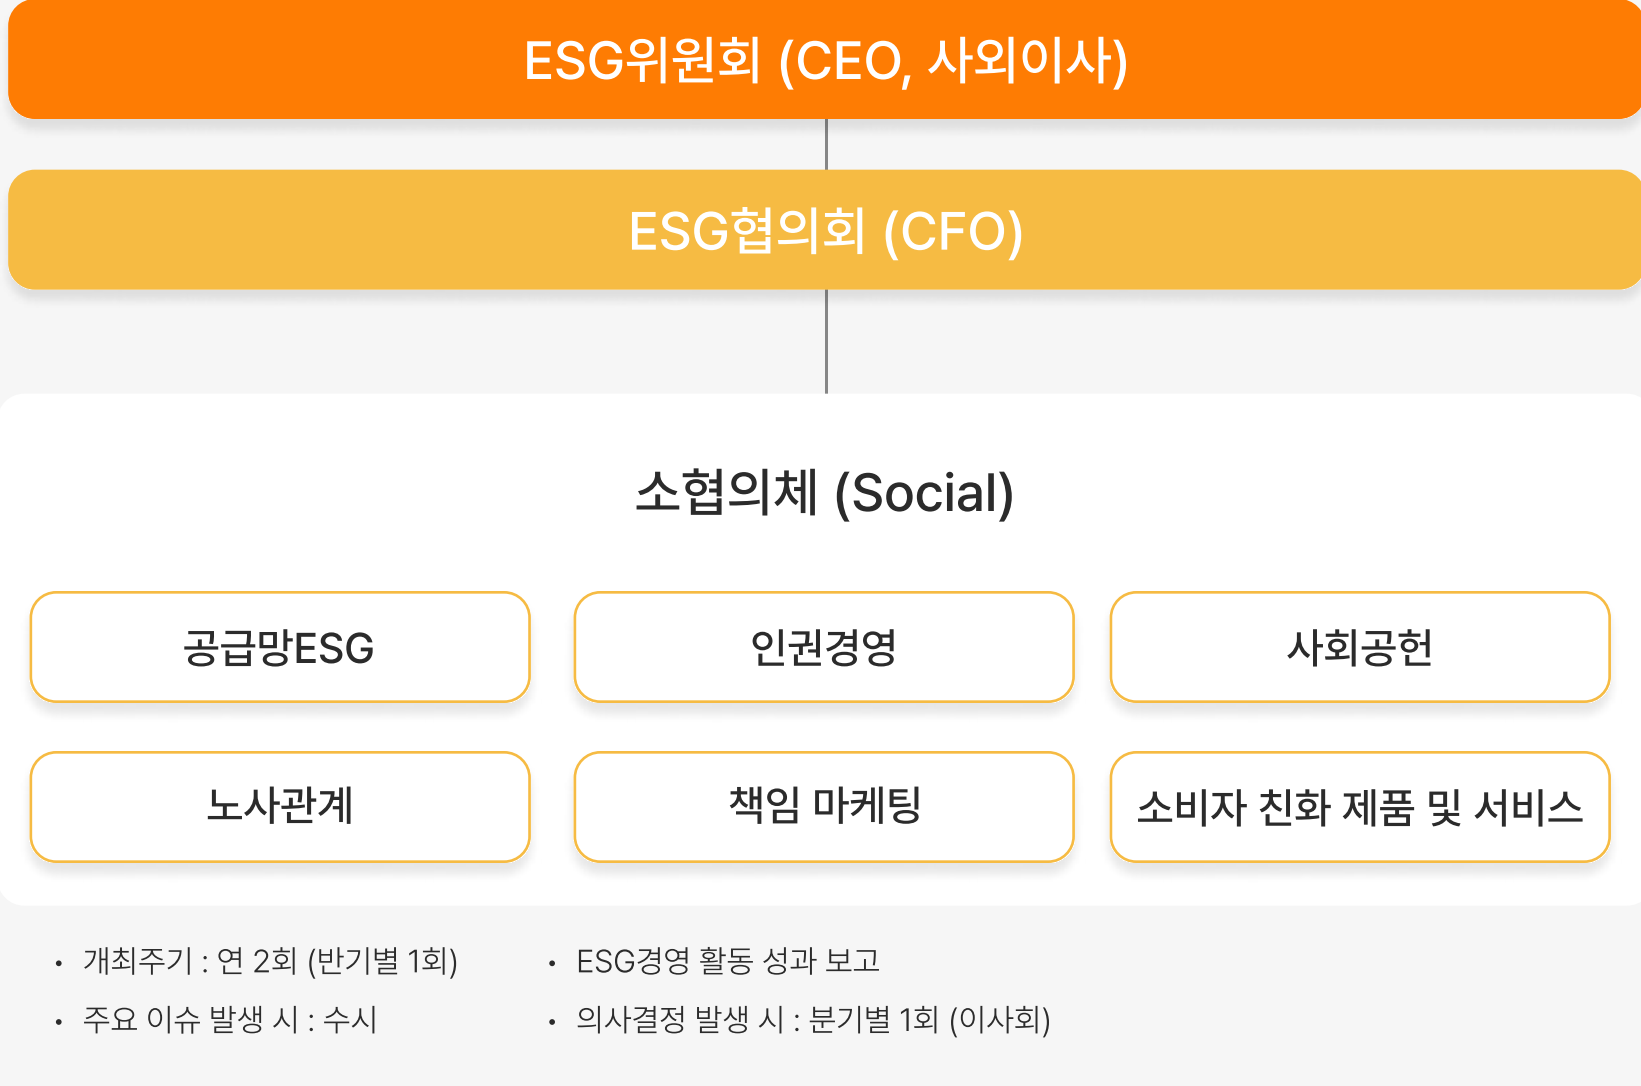 ESG위원회 (CEO, 사외이사)
ESG협의회 (CFO)
소협의체 (Social)
공급망ESG
인권경영
사회공헌
노사관계
책임 마케팅
소비자 친화 제품 및 서비스
• 개최주기 : 연 2회 (반기별 1회)
• ESG경영 활동 성과 보고
• 주요 이슈 발생 시 : 수시
• 의사결정 발생 시 : 분기별 1회 (이사회)